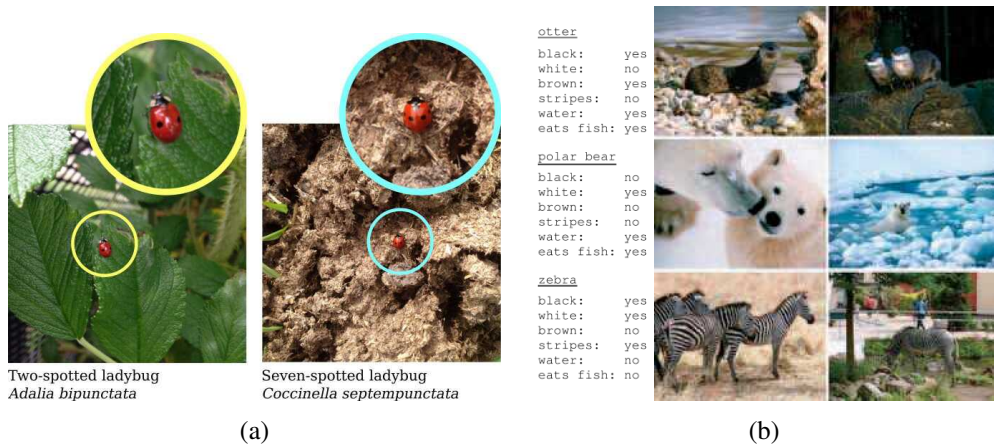 Two-spotted ladybug
Adalia bipunctata
Seven-spotted ladybug
Coccinella septempunctata
(a)
otter
black: yes
white: no
brown: yes
stripes: no
water: yes
eats fish: yes
polar bear
black: no
white: yes
brown: no
stripes: no
water: yes
eats fish: yes
zebra
black: yes
white: yes
brown: no
stripes: yes
water: no
eats fish: no
(b)